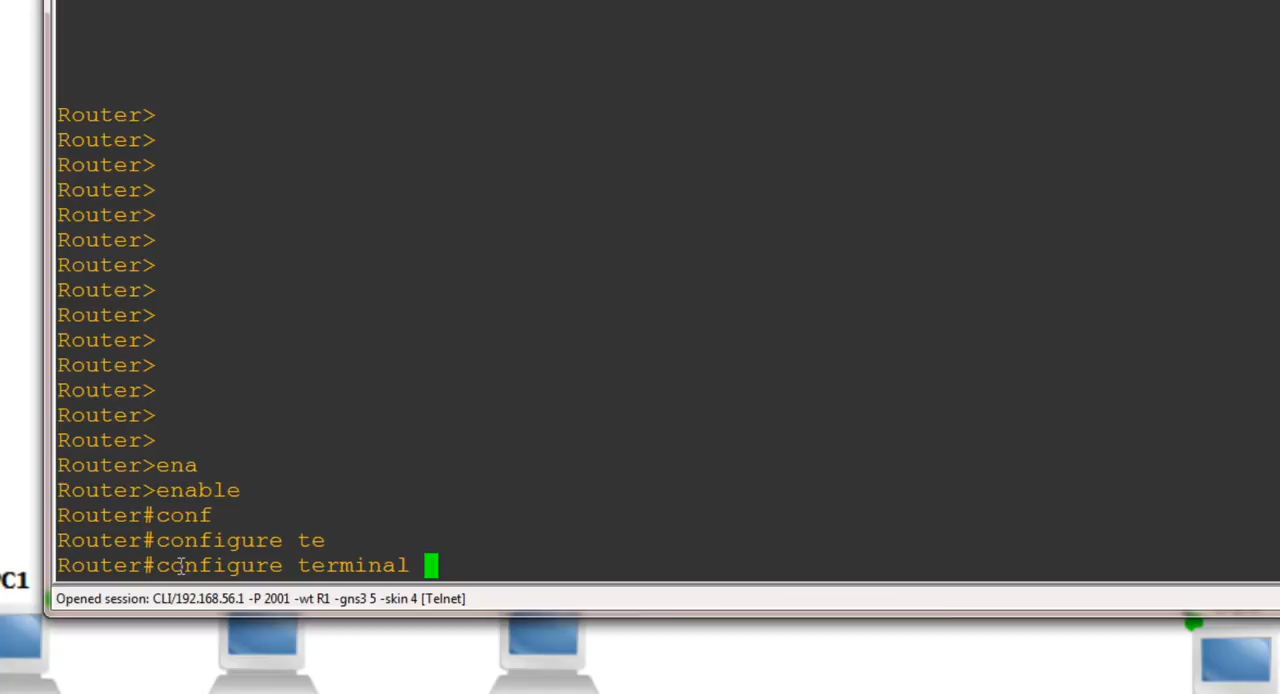 Router>
Router>
Router>
Router>
Router>
Router>
Router>
Router>
Router>
Router>
Router>
Router>
Router>
Router>
Router>ena
Router>enable
Router#conf
Router#configure te
Router#configure terminal
PC1
Opened session: CLI/192.168.56.1 -P 2001 -wt R1 -gns3 5 -skin 4 [Telnet]